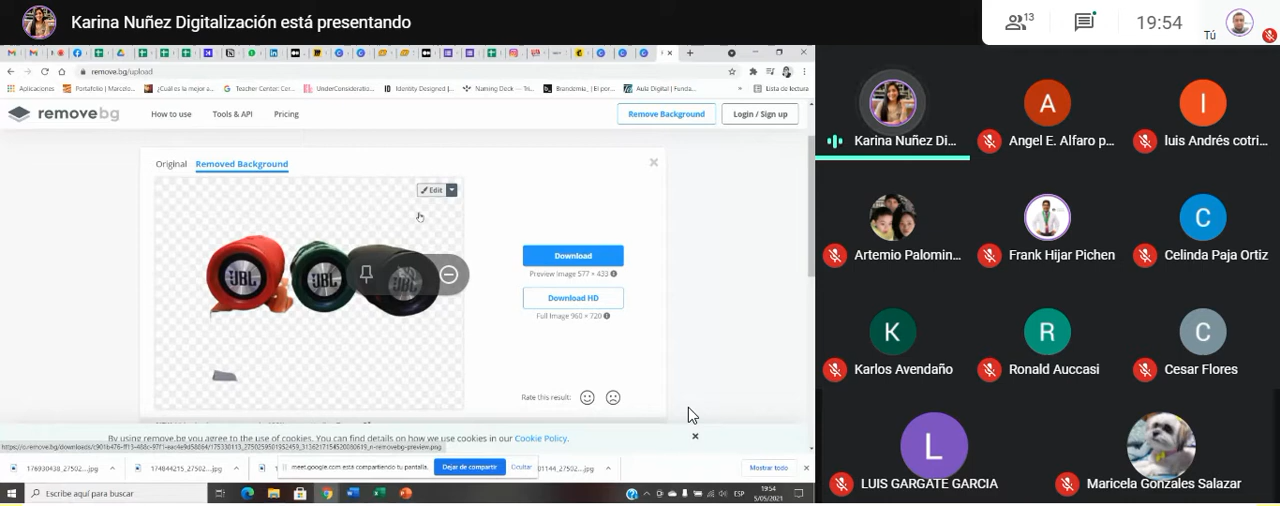 Karina Nuñez Digitalización está presentando
13
19:54
Tú
remove.bg/upload
Aplicaciones
Portafolio | Marcelo...
¿Cuál es la mejor a...
Teacher Center: Cer...
UnderConsideratio...
Identity Designed |...
Naming Deck — Tri...
Brandemia_ | El por...
Aula Digital | Funda...
»
Lista de lectura
removebg
How to use
Tools & API
Pricing
Remove Background
Login / Sign up
Original
Removed Background
Edit
JBL
JBL
JBL
Download
Preview Image 577 × 433
Download HD
Full Image 960 × 720
Rate this result:
By using remove.bg you agree to the use of cookies. You can find details on how we use cookies in our Cookie Policy.
meet.google.com está compartiendo tu pantalla.
Dejar de compartir
Ocultar
Mostrar todo
Escribe aquí para buscar
ESP
19:54
5/05/2021
Karina Nuñez Di...
A
Angel E. Alfaro p...
I
luis Andrés cotri...
Artemio Palomin...
Frank Hijar Pichen
C
Celinda Paja Ortiz
K
Karlos Avendaño
R
Ronald Auccasi
C
Cesar Flores
L
LUIS GARGATE GARCIA
Maricela Gonzales Salazar